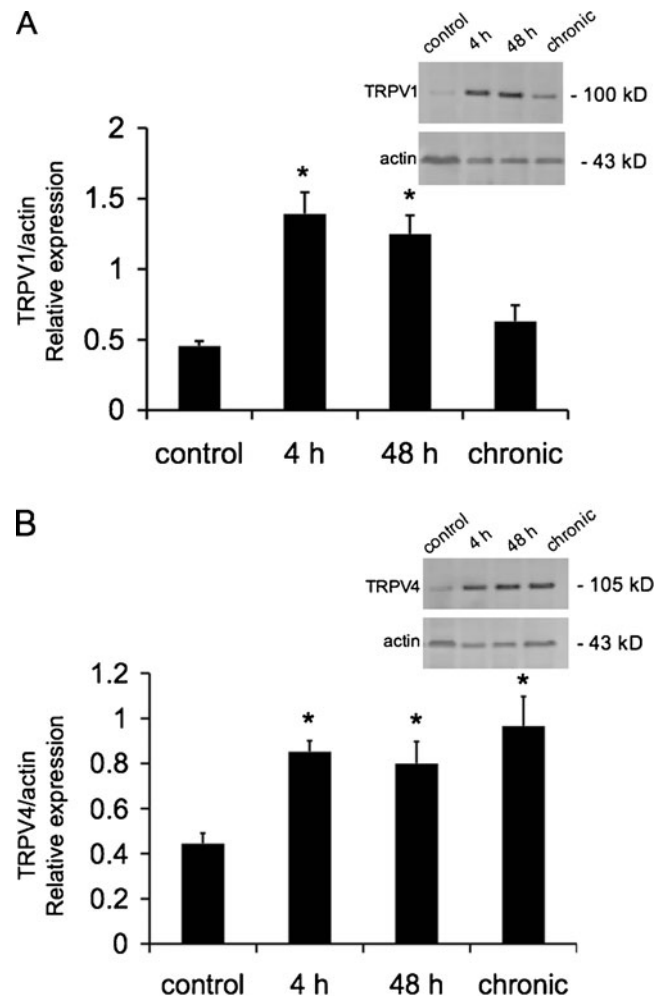 A
control 4 h 48 h chronic
TRPV1 - 100 kD
actin - 43 kD
TRPV1/actin
Relative expression
2
1.5
*
*
1
0.5
0
control 4 h 48 h chronic
B
control 4 h 48 h chronic
TRPV4 - 105 kD
actin - 43 kD
TRPV4/actin
Relative expression
1.2
*
1
*
*
0.8
0.6
0.4
0.2
0
control 4 h 48 h chronic